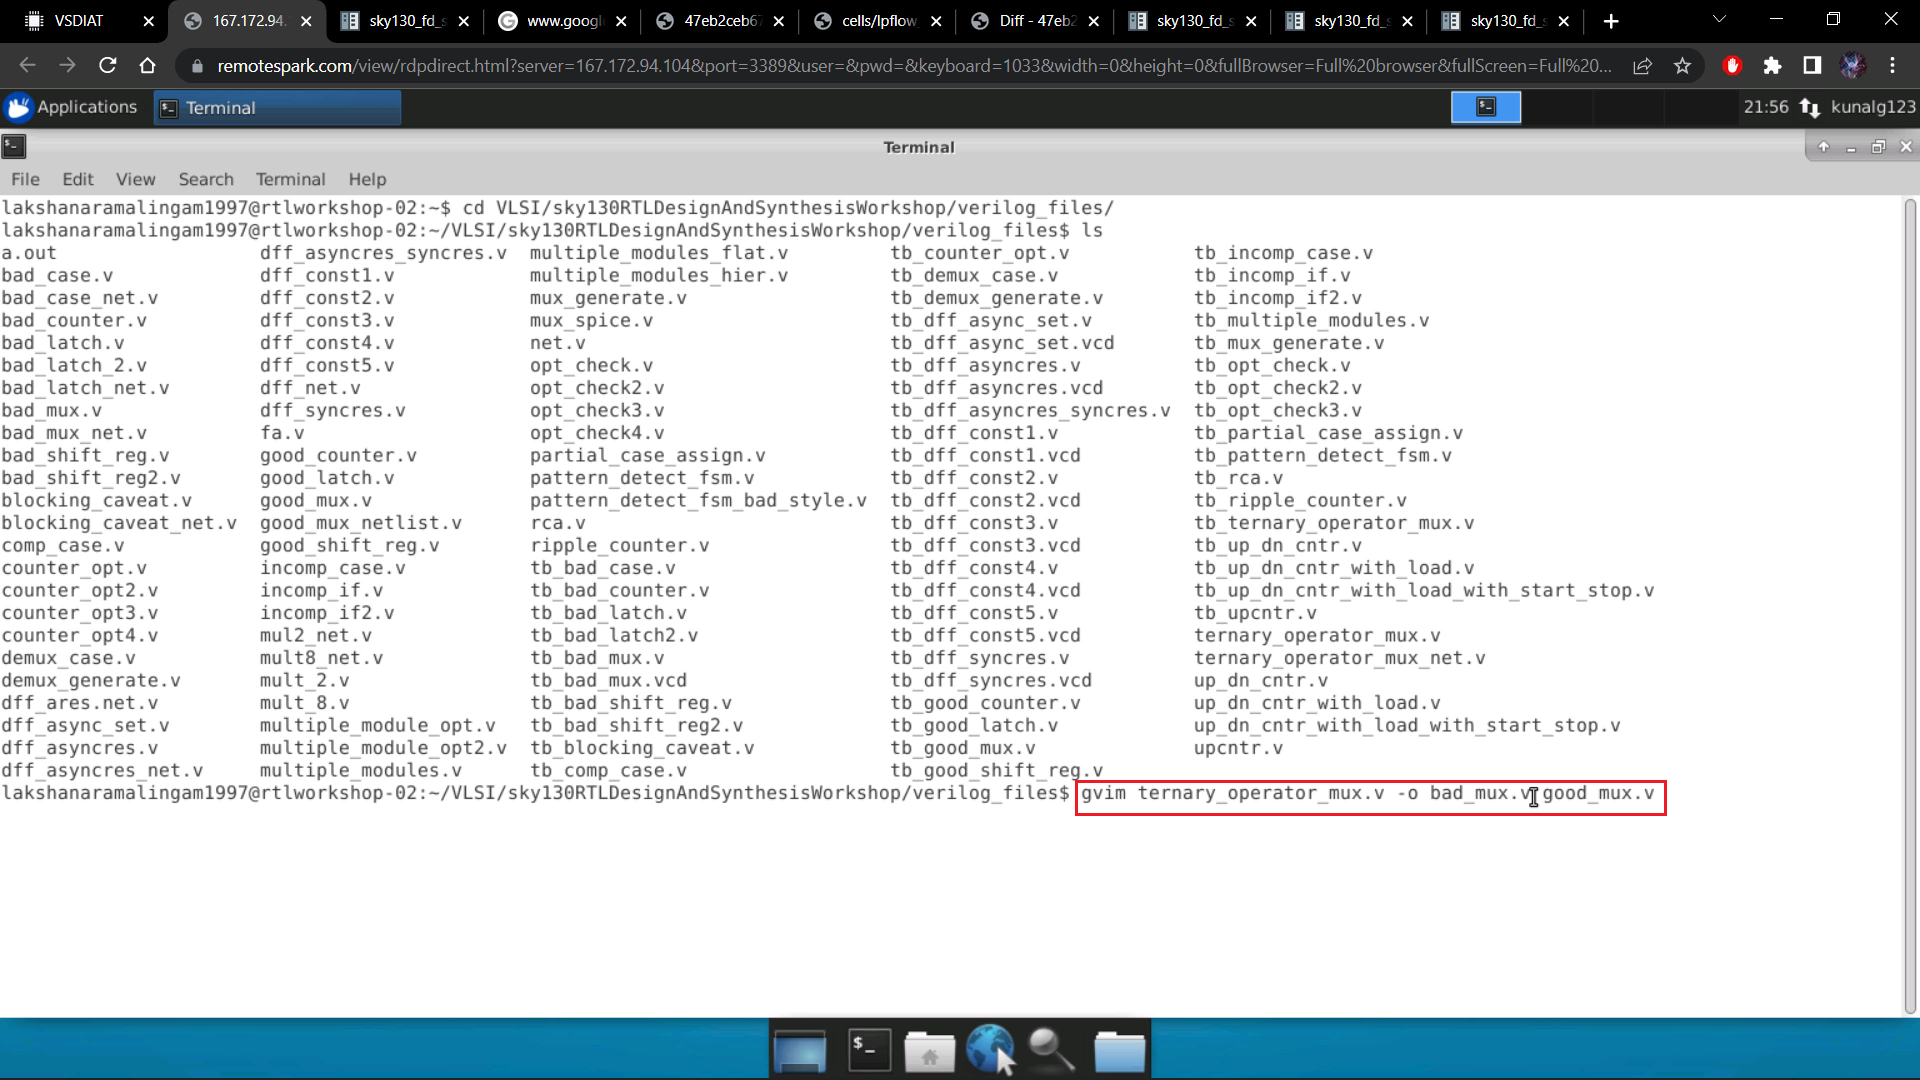 VSDIAT
167.172.94.
sky130_fd_s
www.googl
47eb2ceb67
cells/lpflow
Diff - 47eb2
sky130_fd_s
sky130_fd_s
sky130_fd_s
remotespark.com/view/rdpdirect.html?server=167.172.94.104&port=3389&user=&pwd=&keyboard=1033&width=0&height=0&fullBrowser=Full%20browser&fullScreen=Full%20...
Applications
Terminal
21:56
kunalg123
Terminal
File Edit View Search Terminal Help
lakshanaramalingam1997@rtlworkshop-02:~$ cd VLSI/sky130RTLDesignAndSynthesisWorkshop/verilog_files/
lakshanaramalingam1997@rtlworkshop-02:~/VLSI/sky130RTLDesignAndSynthesisWorkshop/verilog_files$ ls
a.out dff_asyncres_syncres.v multiple_modules_flat.v tb_counter_opt.v tb_incomp_case.v
bad_case.v dff_const1.v multiple_modules_hier.v tb_demux_case.v tb_incomp_if.v
bad_case_net.v dff_const2.v mux_generate.v tb_demux_generate.v tb_incomp_if2.v
bad_counter.v dff_const3.v mux_spice.v tb_dff_async_set.v tb_multiple_modules.v
bad_latch.v dff_const4.v net.v tb_dff_async_set.vcd tb_mux_generate.v
bad_latch_2.v dff_const5.v opt_check.v tb_dff_asyncres.v tb_opt_check.v
bad_latch_net.v dff_net.v opt_check2.v tb_dff_asyncres.vcd tb_opt_check2.v
bad_mux.v dff_syncres.v opt_check3.v tb_dff_asyncres_syncres.v tb_opt_check3.v
bad_mux_net.v fa.v opt_check4.v tb_dff_const1.v tb_partial_case_assign.v
bad_shift_reg.v good_counter.v partial_case_assign.v tb_dff_const1.vcd tb_pattern_detect_fsm.v
bad_shift_reg2.v good_latch.v pattern_detect_fsm.v tb_dff_const2.v tb_rca.v
blocking_caveat.v good_mux.v pattern_detect_fsm_bad_style.v tb_dff_const2.vcd tb_ripple_counter.v
blocking_caveat_net.v good_mux_netlist.v rca.v tb_dff_const3.v tb_ternary_operator_mux.v
comp_case.v good_shift_reg.v ripple_counter.v tb_dff_const3.vcd tb_up_dn_cntr.v
counter_opt.v incomp_case.v tb_bad_case.v tb_dff_const4.v tb_up_dn_cntr_with_load.v
counter_opt2.v incomp_if.v tb_bad_counter.v tb_dff_const4.vcd tb_up_dn_cntr_with_load_with_start_stop.v
counter_opt3.v incomp_if2.v tb_bad_latch.v tb_dff_const5.v tb_upcntr.v
counter_opt4.v mul2_net.v tb_bad_latch2.v tb_dff_const5.vcd ternary_operator_mux.v
demux_case.v mult8_net.v tb_bad_mux.v tb_dff_syncres.v ternary_operator_mux_net.v
demux_generate.v mult_2.v tb_bad_mux.vcd tb_dff_syncres.vcd up_dn_cntr.v
dff_ares.net.v mult_8.v tb_bad_shift_reg.v tb_good_counter.v up_dn_cntr_with_load.v
dff_async_set.v multiple_module_opt.v tb_bad_shift_reg2.v tb_good_latch.v up_dn_cntr_with_load_with_start_stop.v
dff_asyncres.v multiple_module_opt2.v tb_blocking_caveat.v tb_good_mux.v upcntr.v
dff_asyncres_net.v multiple_modules.v tb_comp_case.v tb_good_shift_reg.v
lakshanaramalingam1997@rtlworkshop-02:~/VLSI/sky130RTLDesignAndSynthesisWorkshop/verilog_files$ gvim ternary_operator_mux.v -o bad_mux.v good_mux.v